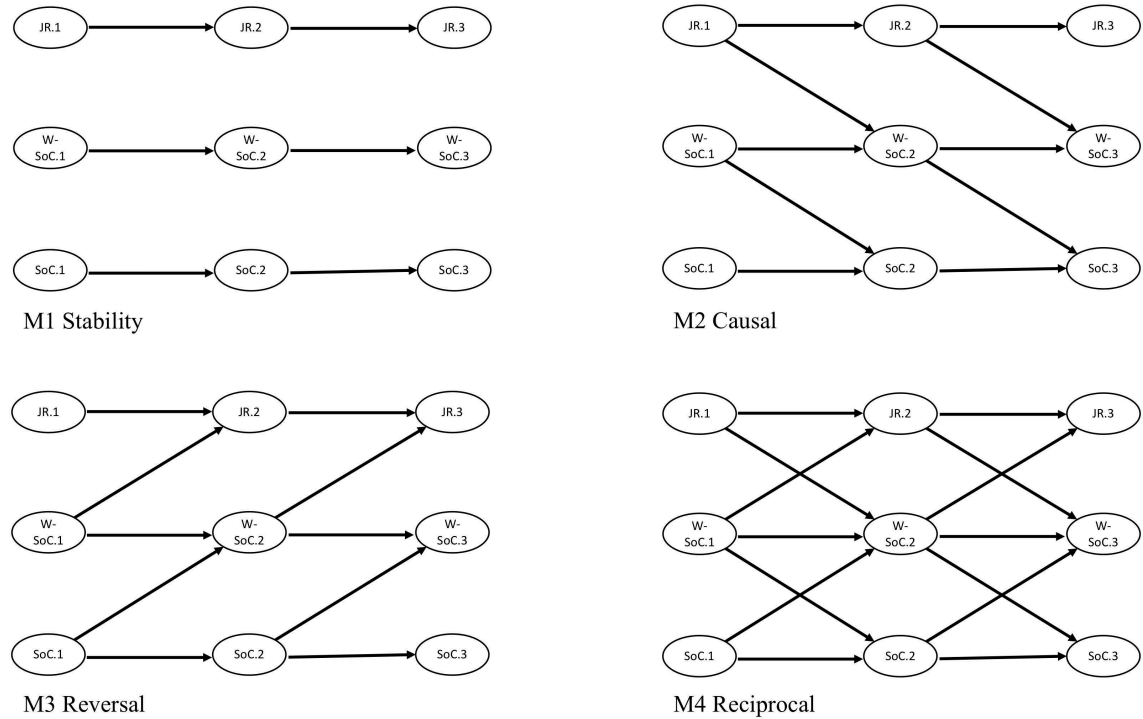 JR.1
JR.2
JR.3
W-
SoC.1
W-
SoC.2
W-
SoC.3
SoC.1
SoC.2
SoC.3
M1 Stability
JR.1
JR.2
JR.3
W-
SoC.1
W-
SoC.2
W-
SoC.3
SoC.1
SoC.2
SoC.3
M2 Causal
JR.1
JR.2
JR.3
W-
SoC.1
W-
SoC.2
W-
SoC.3
SoC.1
SoC.2
SoC.3
M3 Reversal
JR.1
JR.2
JR.3
W-
SoC.1
W-
SoC.2
W-
SoC.3
SoC.1
SoC.2
SoC.3
M4 Reciprocal